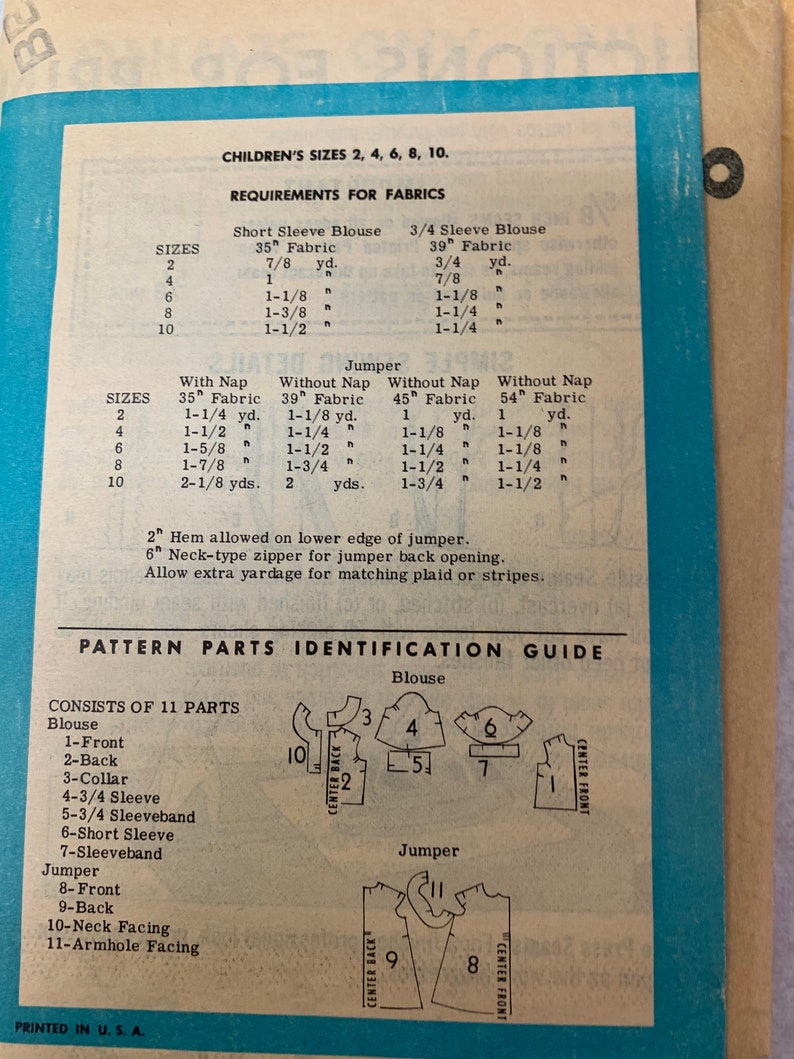 BE
CTIONS FOR PRI
CHILDREN'S SIZES 2, 4, 6, 8, 10.
REQUIREMENTS FOR FABRICS
Short Sleeve Blouse 3/4 Sleeve Blouse
SIZES 35" Fabric 39" Fabric
2 7/8 yd. 3/4 yd.
4 1 " 7/8 "
6 1-1/8 " 1-1/8 "
8 1-3/8 " 1-1/4 "
10 1-1/2 " 1-1/4 "
Jumper
With Nap Without Nap Without Nap Without Nap
SIZES 35" Fabric 39" Fabric 45" Fabric 54" Fabric
2 1-1/4 yd. 1-1/8 yd. 1 yd. 1 yd.
4 1-1/2 " 1-1/4 " 1-1/8 " 1-1/8 "
6 1-5/8 " 1-1/2 " 1-1/4 " 1-1/8 "
8 1-7/8 " 1-3/4 " 1-1/2 " 1-1/4 "
10 2-1/8 yds. 2 yds. 1-3/4 " 1-1/2 "
2" Hem allowed on lower edge of jumper.
6" Neck-type zipper for jumper back opening.
Allow extra yardage for matching plaid or stripes.
PATTERN PARTS IDENTIFICATION GUIDE
CONSISTS OF 11 PARTS
Blouse
1-Front
2-Back
3-Collar
4-3/4 Sleeve
5-3/4 Sleeveband
6-Short Sleeve
7-Sleeveband
Jumper
8-Front
9-Back
10-Neck Facing
11-Armhole Facing
Blouse
10
3
CENTER BACK
2
4
5
6
7
1
CENTER FRONT
Jumper
CENTER BACK
9
11
8
CENTER FRONT
PRINTED IN U. S. A.